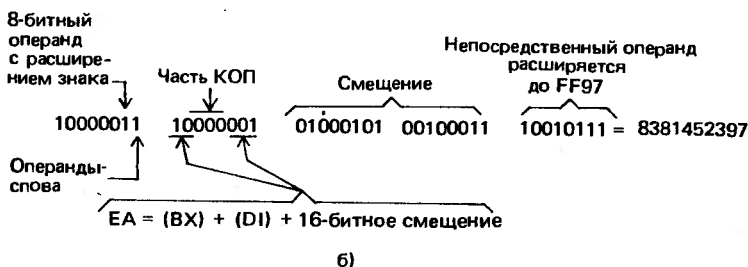 8-битный
операнд
с расшире-
нием знака
Часть КОП
Смещение
Непосредственный операнд
расширяется
до FF97
10000011 10000001 01000101 00100011 10010111 = 8381452397
Операнды-
слова
EA = (BX) + (DI) + 16-битное смещение
б)